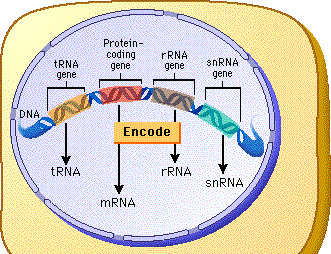 Protein-
coding
gene
tRNA
gene
rRNA
gene
snRNA
gene
DNA
Encode
tRNA
mRNA
rRNA
snRNA